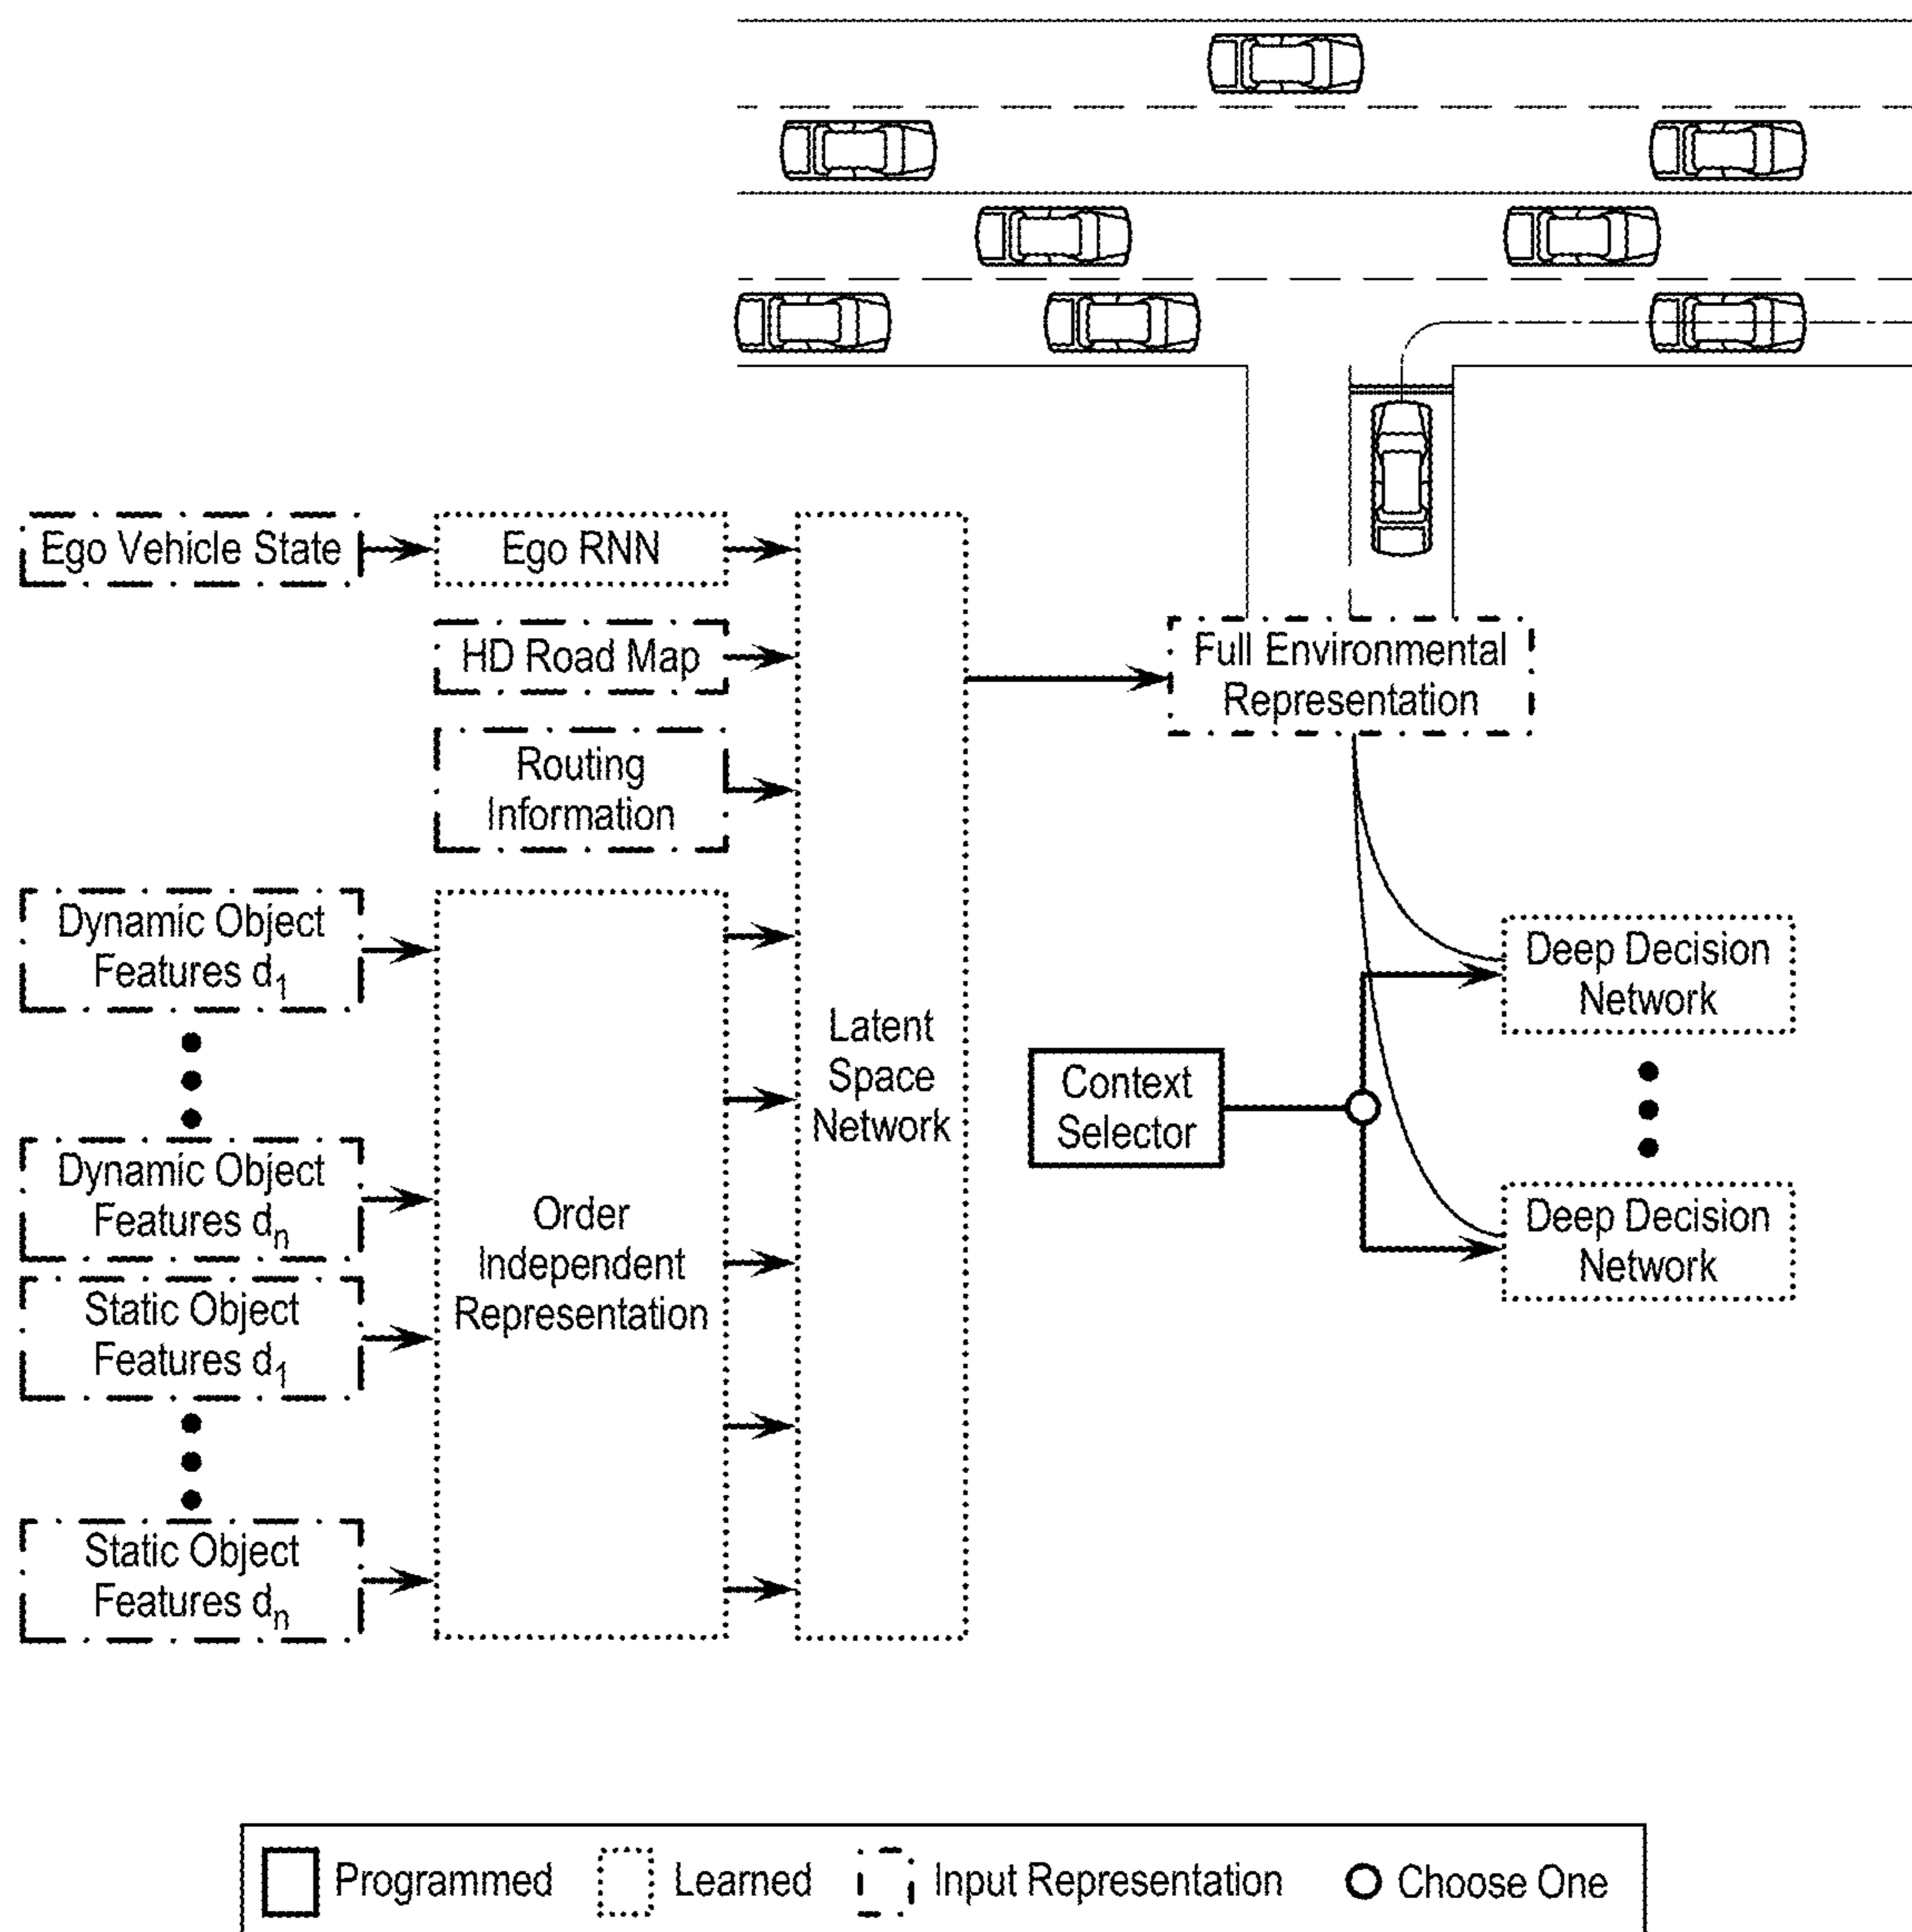 Ego Vehicle State
Ego RNN
HD Road Map
Routing
Information
Full Environmental
Representation
Dynamic Object
Features d₁
Dynamic Object
Features dₙ
Static Object
Features d₁
Static Object
Features dₙ
Order
Independent
Representation
Latent
Space
Network
Context
Selector
Deep Decision
Network
Deep Decision
Network
Programmed
Learned
Input Representation
Choose One